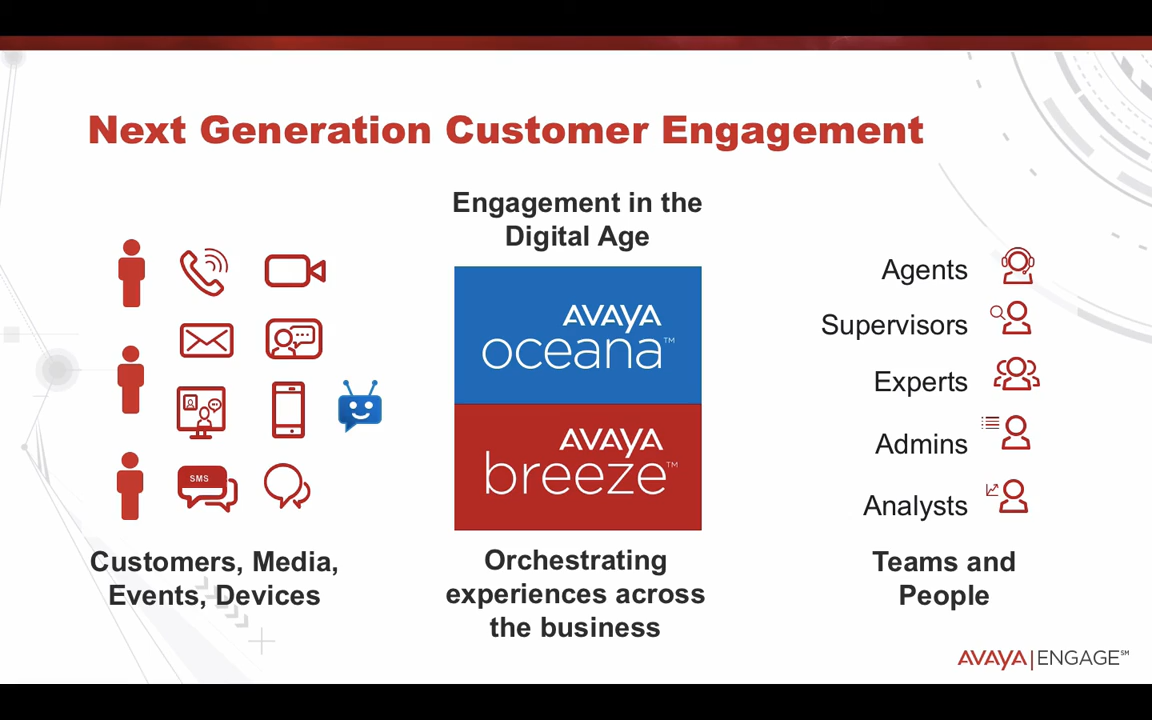 Next Generation Customer Engagement
Engagement in the
Digital Age
AVAYA
oceana™
AVAYA
breeze™
SMS
Customers, Media,
Events, Devices
Orchestrating
experiences across
the business
Agents
Supervisors
Experts
Admins
Analysts
Teams and
People
AVAYA | ENGAGE℠